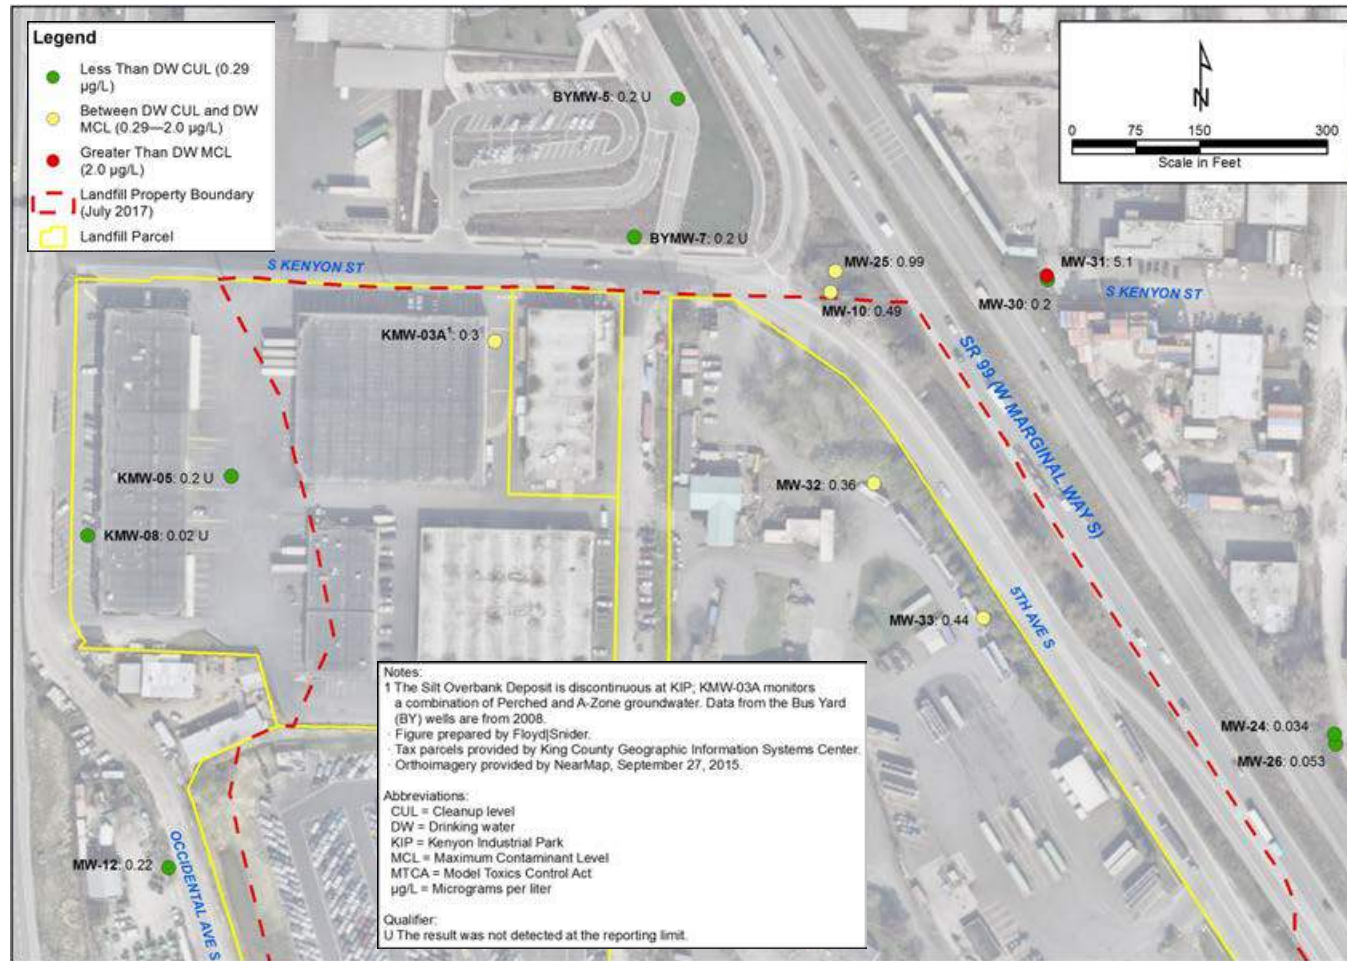 Legend
Less Than DW CUL (0.29
µg/L)
Between DW CUL and DW
MCL (0.29—2.0 µg/L)
Greater Than DW MCL
(2.0 µg/L)
Landfill Property Boundary
(July 2017)
Landfill Parcel
N
0 75 150 300
Scale in Feet
BYMW-5: 0.2 U
BYMW-7: 0.2 U
S KENYON ST
MW-25: 0.99
MW-10: 0.49
MW-31: 5.1
MW-30: 0.2
S KENYON ST
KMW-03A¹: 0.3
SR 99 (W MARGINAL WAY S)
KMW-05: 0.2 U
MW-32: 0.36
KMW-08: 0.02 U
MW-33: 0.44
5TH AVE S
MW-24: 0.034
MW-26: 0.053
MW-12: 0.22
OCCIDENTAL AVE S
Notes:
1 The Silt Overbank Deposit is discontinuous at KIP; KMW-03A monitors
a combination of Perched and A-Zone groundwater. Data from the Bus Yard
(BY) wells are from 2008.
· Figure prepared by Floyd|Snider.
· Tax parcels provided by King County Geographic Information Systems Center.
· Orthoimagery provided by NearMap, September 27, 2015.
Abbreviations:
CUL = Cleanup level
DW = Drinking water
KIP = Kenyon Industrial Park
MCL = Maximum Contaminant Level
MTCA = Model Toxics Control Act
µg/L = Micrograms per liter
Qualifier:
U The result was not detected at the reporting limit.